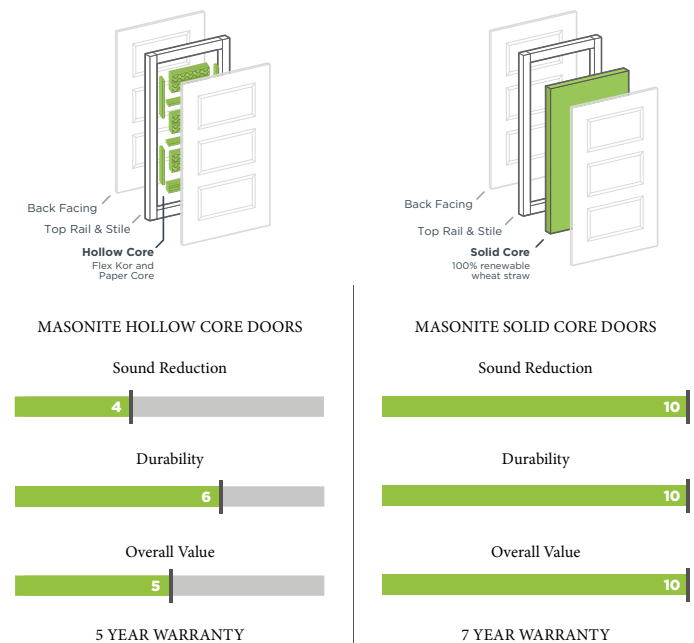 Back Facing
Top Rail & Stile
Hollow Core
Flex Kor and
Paper Core
Back Facing
Top Rail & Stile
Solid Core
100% renewable
wheat straw
MASONITE HOLLOW CORE DOORS
Sound Reduction
4
Durability
6
Overall Value
5
5 YEAR WARRANTY
MASONITE SOLID CORE DOORS
Sound Reduction
10
Durability
10
Overall Value
10
7 YEAR WARRANTY